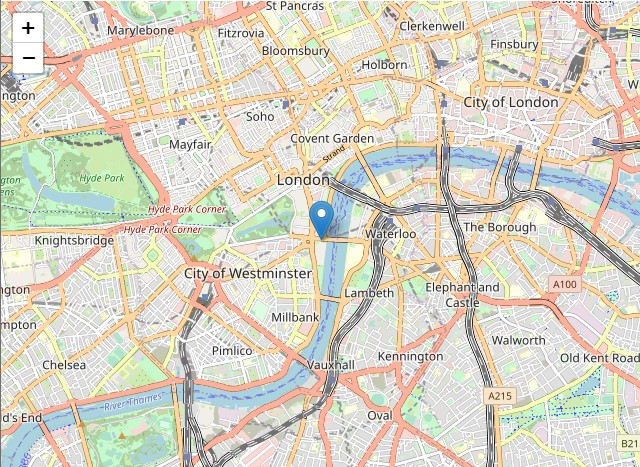 St Pancras
Marylebone
Fitzrovia
Clerkenwell
Bloomsbury
Finsbury
+
−
Holborn
ngton
City of London
Soho
Covent Garden
Mayfair
Strand
Hyde Park
London
Hyde Park Corner
Hyde Park Corner
Knightsbridge
Waterloo
The Borough
City of Westminster
A100
Elephant and
Castle
ngton
Lambeth
mpton
Millbank
Walworth
Pimlico
Kennington
Old Kent Road
Chelsea
Vauxhall
A215
River Thames
d's End
Oval
B21